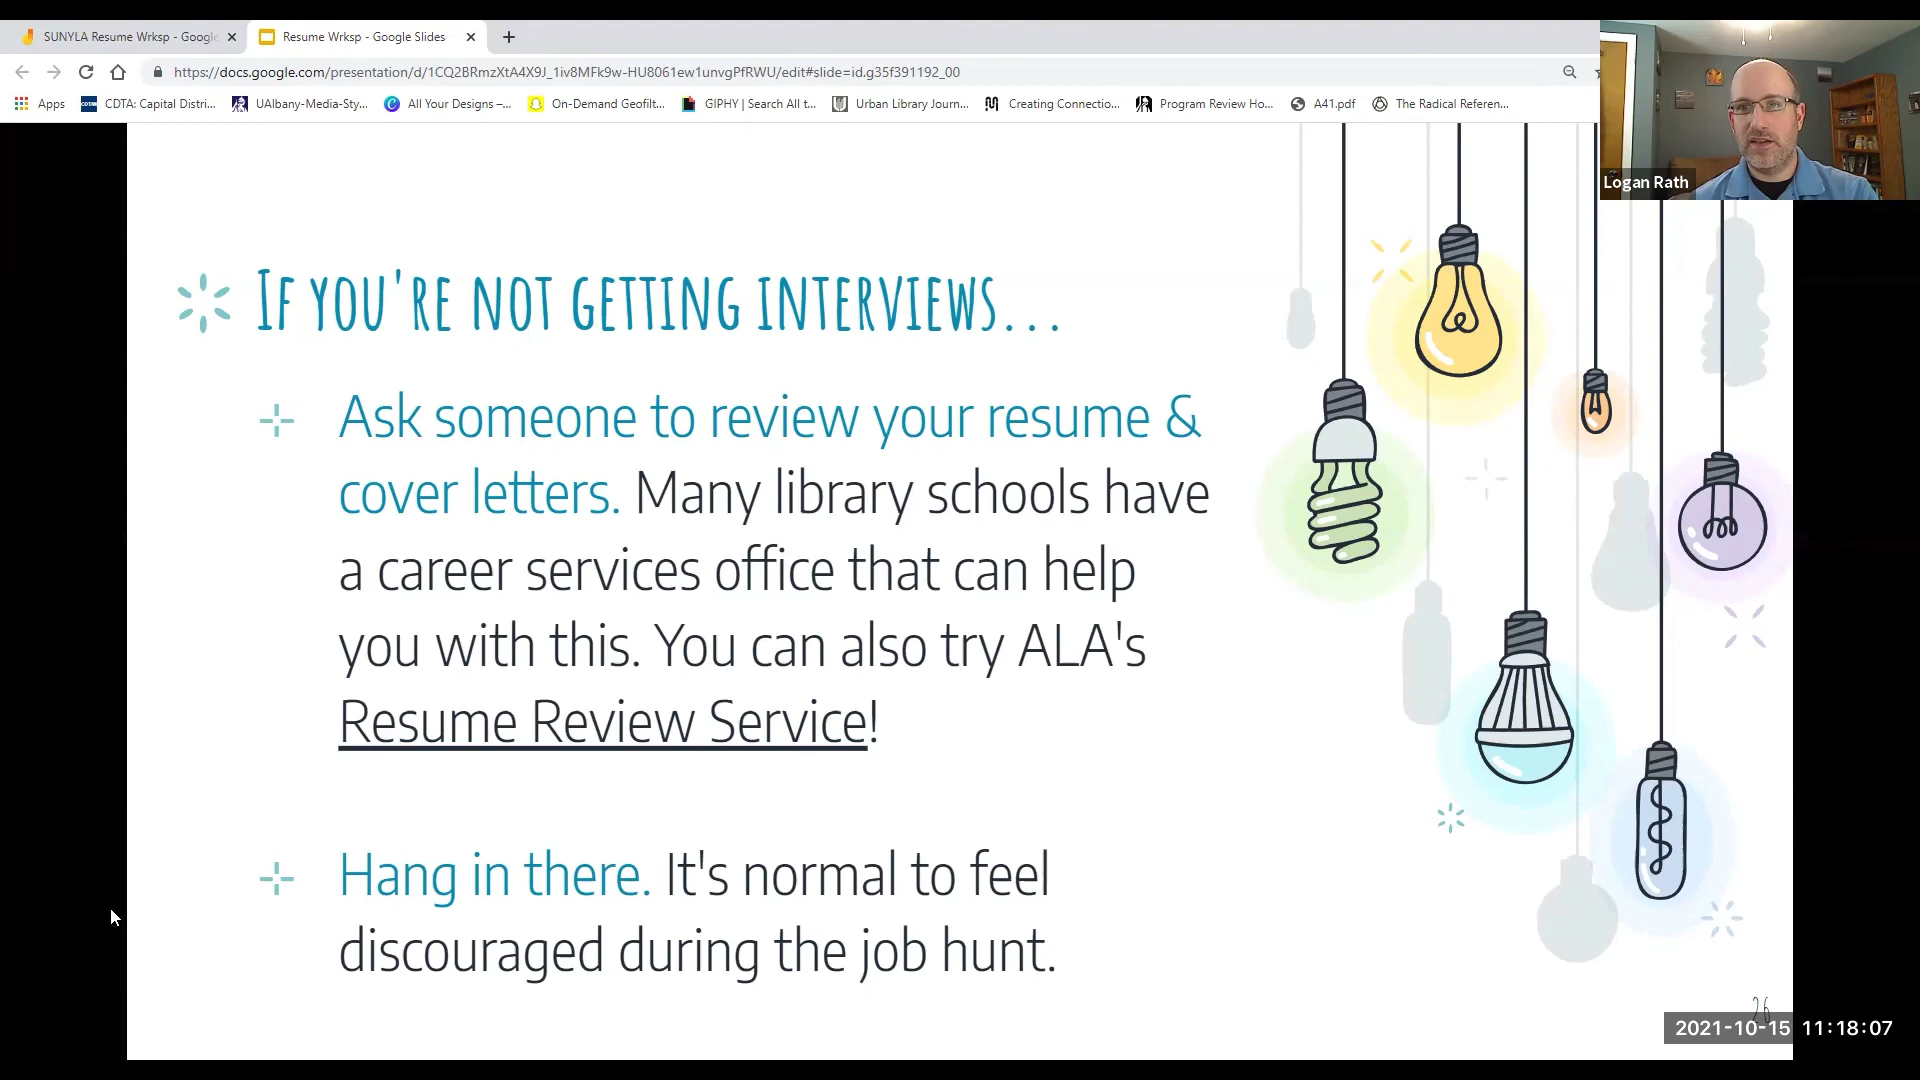 SUNYLA Resume Wrksp - Google
Resume Wrksp - Google Slides
https://docs.google.com/presentation/d/1CQ2BRmzXtA4X9J_1iv8MFk9w-HU8061ew1unvgPfRWU/edit#slide=id.g35f391192_00
Apps
CDTA: Capital Distri...
UAlbany-Media-Sty...
All Your Designs –...
On-Demand Geofilt...
GIPHY | Search All t...
Urban Library Journ...
Creating Connectio...
Program Review Ho...
A41.pdf
The Radical Referen...
Logan Rath
If you're not getting interviews...
Ask someone to review your resume &
cover letters. Many library schools have
a career services office that can help
you with this. You can also try ALA's
Resume Review Service!
Hang in there. It's normal to feel
discouraged during the job hunt.
26
2021-10-15 11:18:07